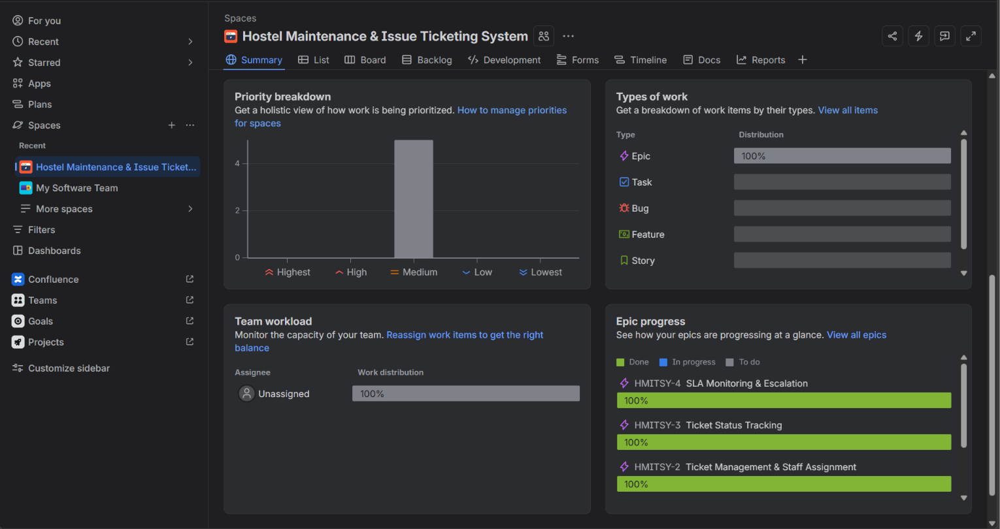 For you
Recent
Starred
Apps
Plans
Spaces
Recent
Hostel Maintenance & Issue Ticket...
My Software Team
More spaces
Filters
Dashboards
Confluence
Teams
Goals
Projects
Customize sidebar
Spaces
Hostel Maintenance & Issue Ticketing System
Summary List Board Backlog Development Forms Timeline Docs Reports
Priority breakdown
Get a holistic view of how work is being prioritized. How to manage priorities
for spaces
4
2
0
Highest High Medium Low Lowest
Types of work
Get a breakdown of work items by their types. View all items
Type Distribution
Epic 100%
Task
Bug
Feature
Story
Team workload
Monitor the capacity of your team. Reassign work items to get the right
balance
Assignee Work distribution
Unassigned 100%
Epic progress
See how your epics are progressing at a glance. View all epics
Done In progress To do
HMITSY-4 SLA Monitoring & Escalation
100%
HMITSY-3 Ticket Status Tracking
100%
HMITSY-2 Ticket Management & Staff Assignment
100%